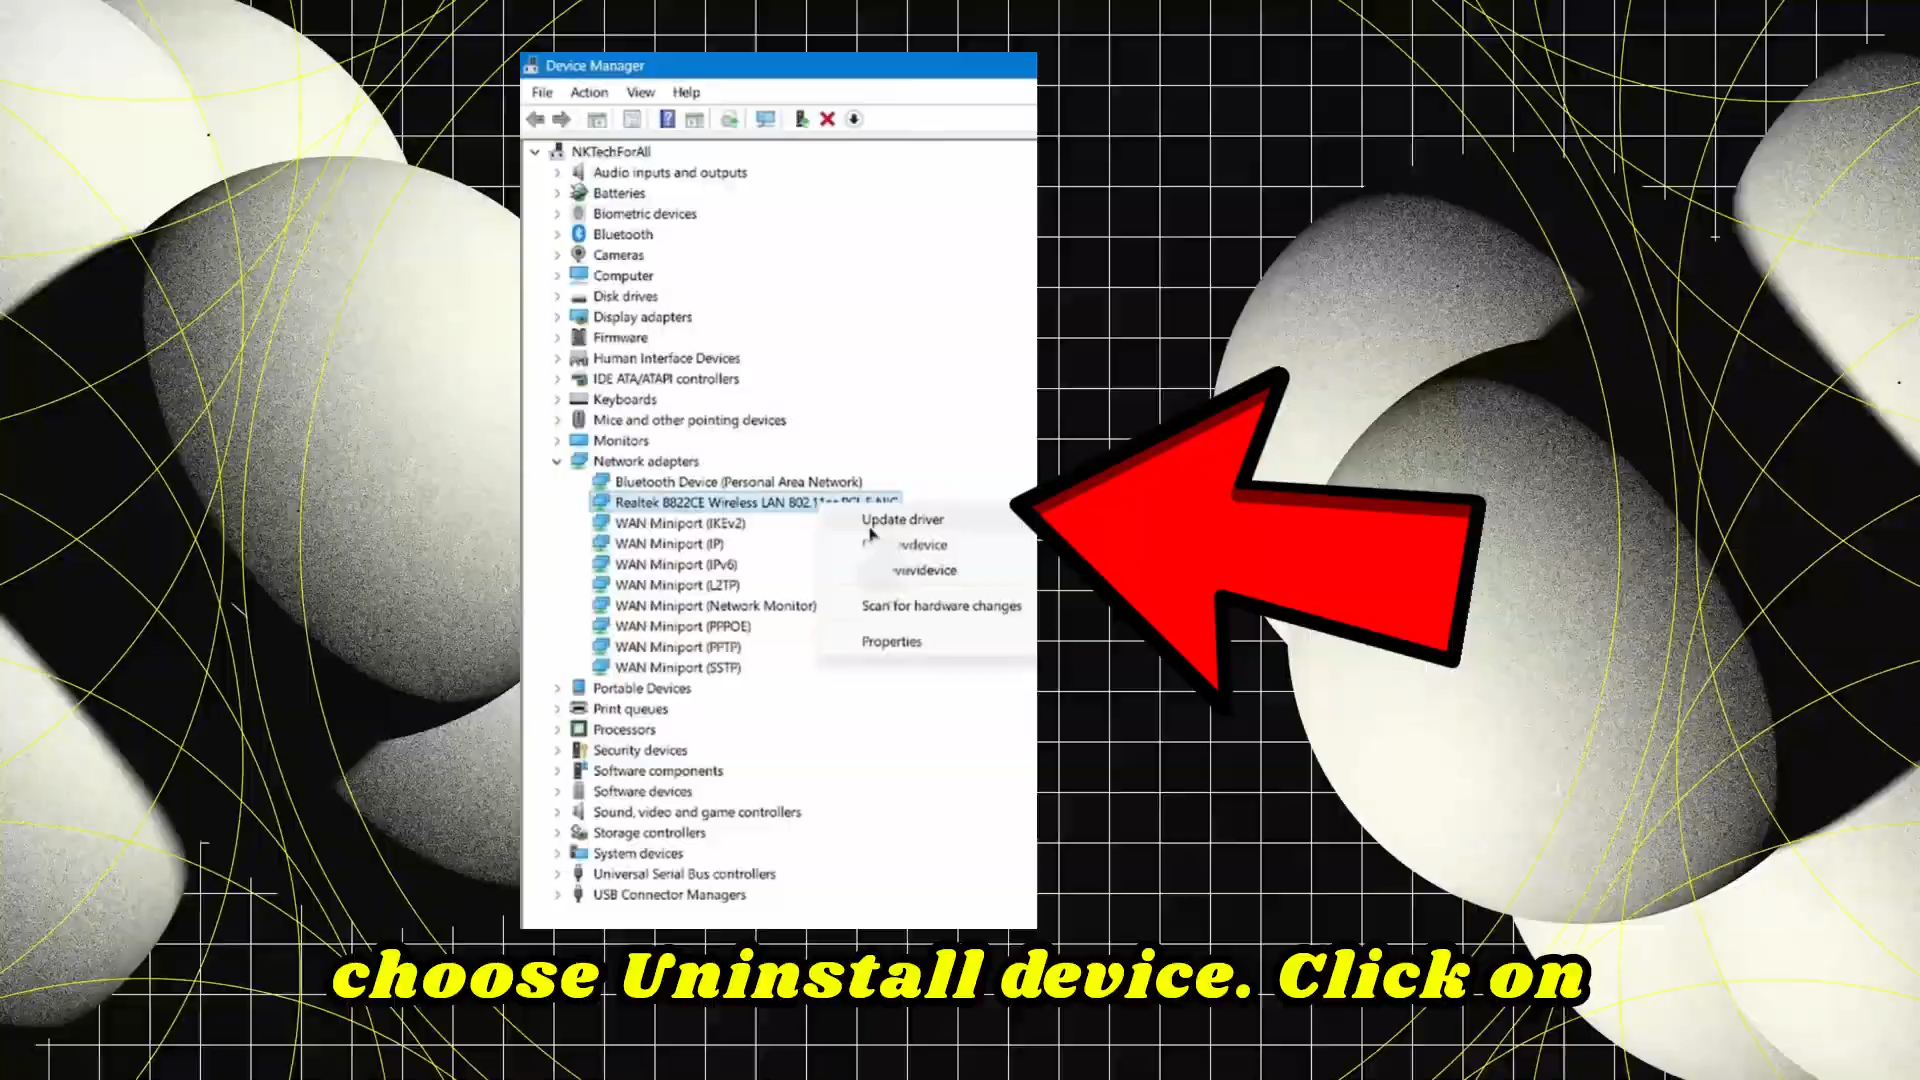 Device Manager
File Action View Help
NKTechForAll
Audio inputs and outputs
Batteries
Biometric devices
Bluetooth
Cameras
Computer
Disk drives
Display adapters
Firmware
Human Interface Devices
IDE ATA/ATAPI controllers
Keyboards
Mice and other pointing devices
Monitors
Network adapters
Bluetooth Device (Personal Area Network)
Realtek 8822CE Wireless LAN
WAN Miniport (IKEv2)
WAN Miniport (IP)
WAN Miniport (IPv6)
WAN Miniport (L2TP)
WAN Miniport (Network Monitor)
WAN Miniport (PPPOE)
WAN Miniport (PPTP)
WAN Miniport (SSTP)
Update driver
device
device
Scan for hardware changes
Properties
Portable Devices
Print queues
Processors
Security devices
Software components
Software devices
Sound, video and game controllers
Storage controllers
System devices
Universal Serial Bus controllers
USB Connector Managers
choose Uninstall device. Click on